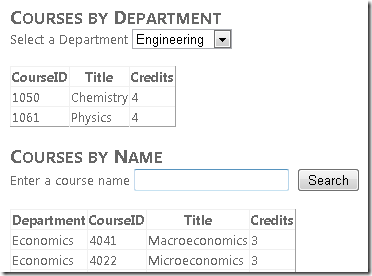 Courses by Department
Select a Department Engineering
CourseID Title Credits
1050 Chemistry 4
1061 Physics 4
Courses by Name
Enter a course name Search
Department CourseID Title Credits
Economics 4041 Macroeconomics 3
Economics 4022 Microeconomics 3